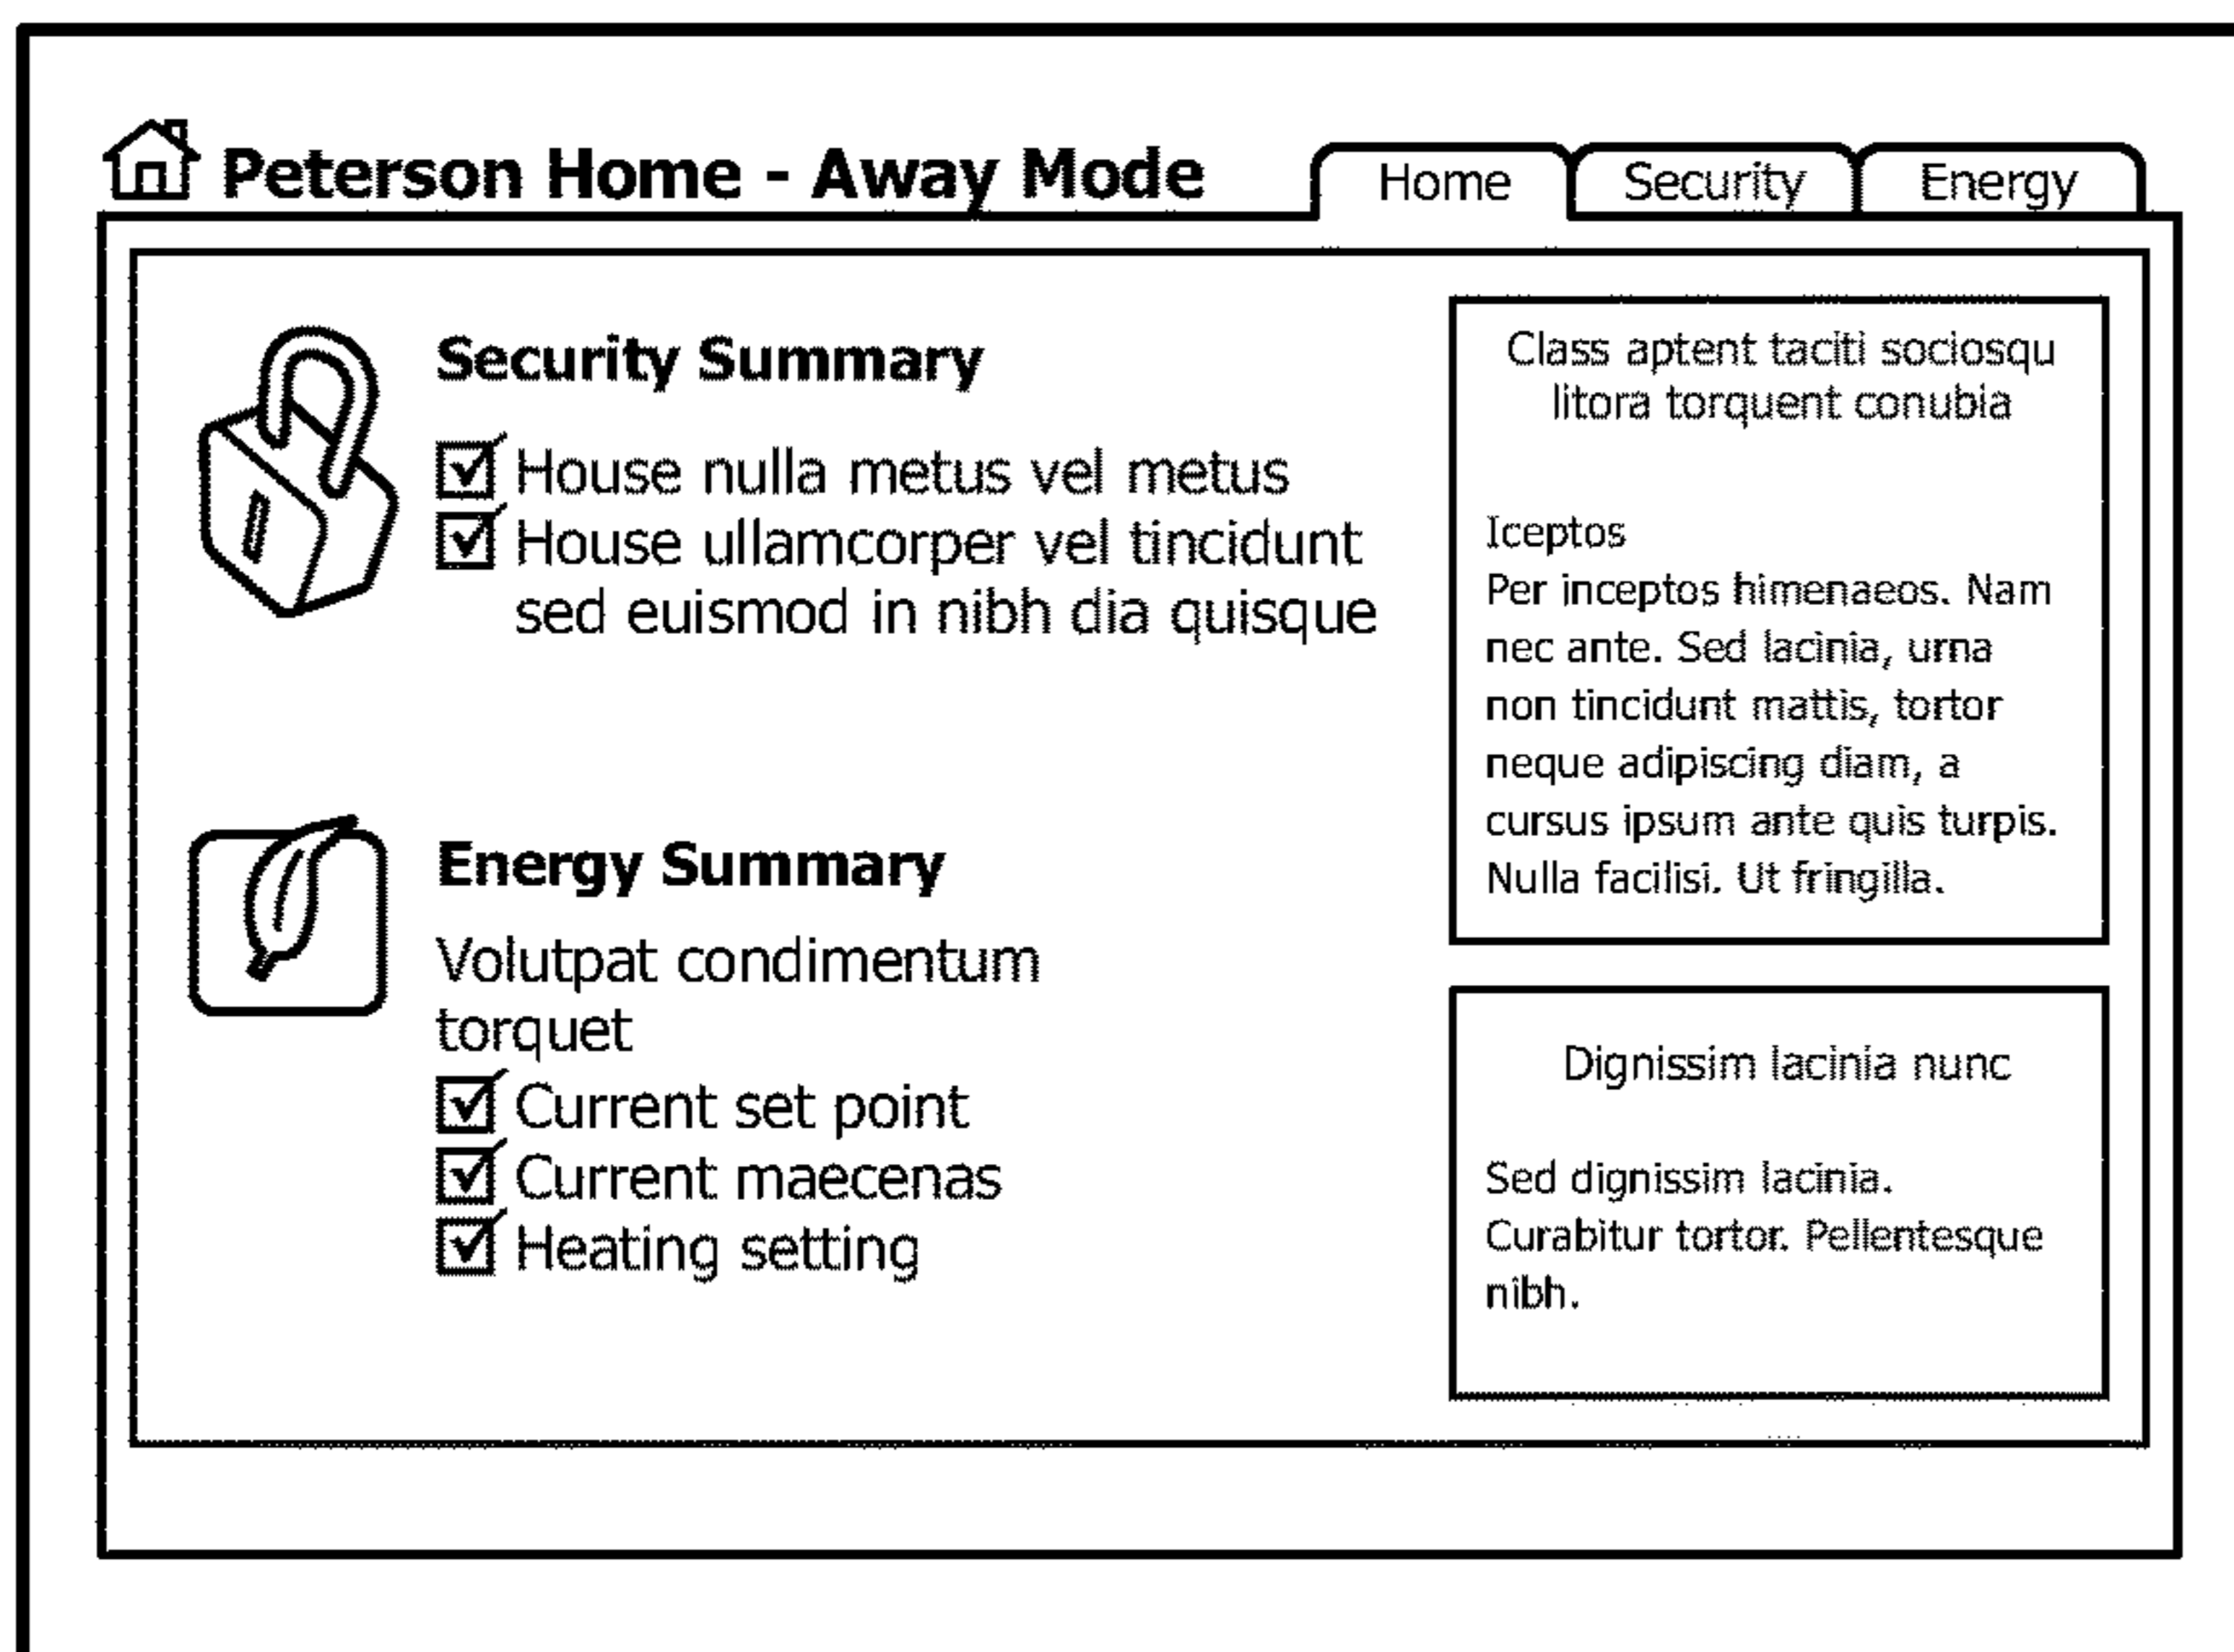 Peterson Home - Away Mode
Home
Security
Energy
Security Summary
House nulla metus vel metus
House ullamcorper vel tincidunt
sed euismod in nibh dia quisque
Energy Summary
Volutpat condimentum
torquet
Current set point
Current maecenas
Heating setting
Class aptent taciti sociosqu
litora torquent conubia
Iceptos
Per inceptos himenaeos. Nam
nec ante. Sed lacinia, urna
non tincidunt mattis, tortor
neque adipiscing diam, a
cursus ipsum ante quis turpis.
Nulla facilisi. Ut fringilla.
Dignissim lacinia nunc
Sed dignissim lacinia.
Curabitur tortor. Pellentesque
nibh.